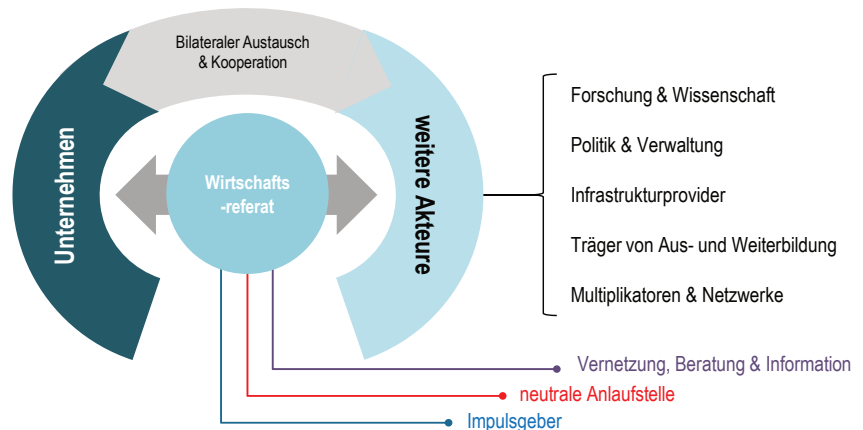 Bilateraler Austausch
& Kooperation
Unternehmen
Wirtschafts
-referat
weitere Akteure
Forschung & Wissenschaft
Politik & Verwaltung
Infrastrukturprovider
Träger von Aus- und Weiterbildung
Multiplikatoren & Netzwerke
Vernetzung, Beratung & Information
neutrale Anlaufstelle
Impulsgeber